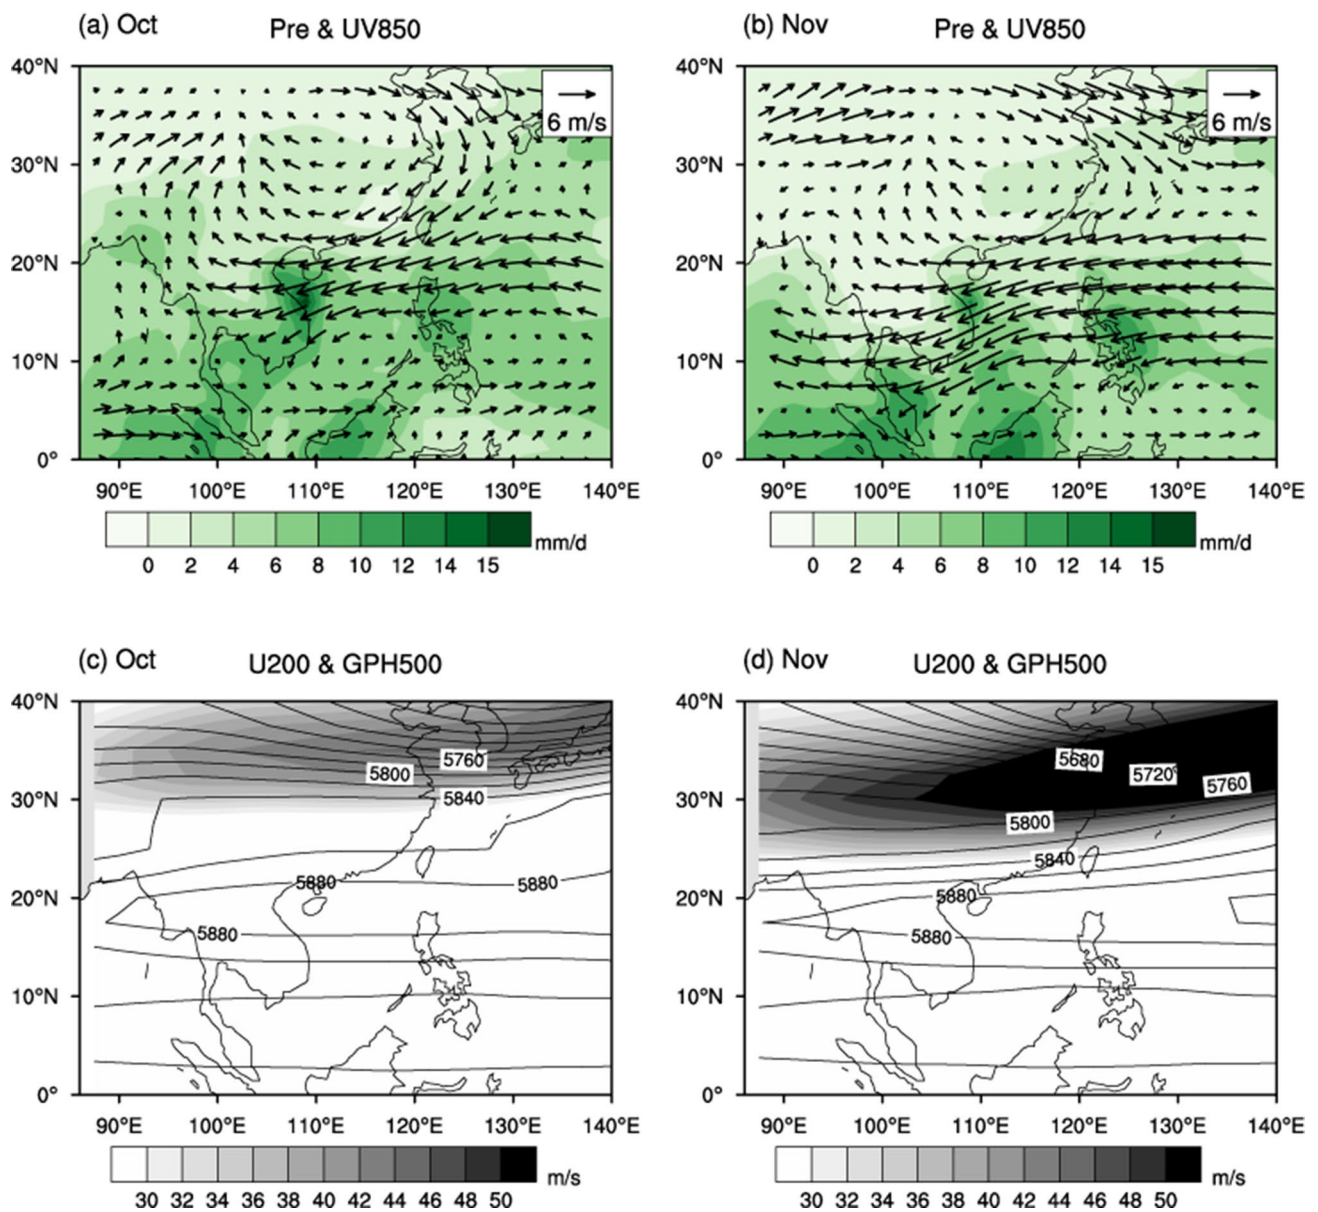 (a) Oct Pre & UV850
(b) Nov Pre & UV850
40°N
6 m/s
30°N
20°N
10°N
0°
90°E 100°E 110°E 120°E 130°E 140°E
0 2 4 6 8 10 12 14 15 mm/d
40°N
6 m/s
30°N
20°N
10°N
0°
90°E 100°E 110°E 120°E 130°E 140°E
0 2 4 6 8 10 12 14 15 mm/d
(c) Oct U200 & GPH500
(d) Nov U200 & GPH500
40°N
5760
5800
30°N
5840
5880
5880
20°N
5880
10°N
0°
90°E 100°E 110°E 120°E 130°E 140°E
30 32 34 36 38 40 42 44 46 48 50 m/s
40°N
5680
5720
5760
30°N
5800
5840
5880
20°N
5880
10°N
0°
90°E 100°E 110°E 120°E 130°E 140°E
30 32 34 36 38 40 42 44 46 48 50 m/s